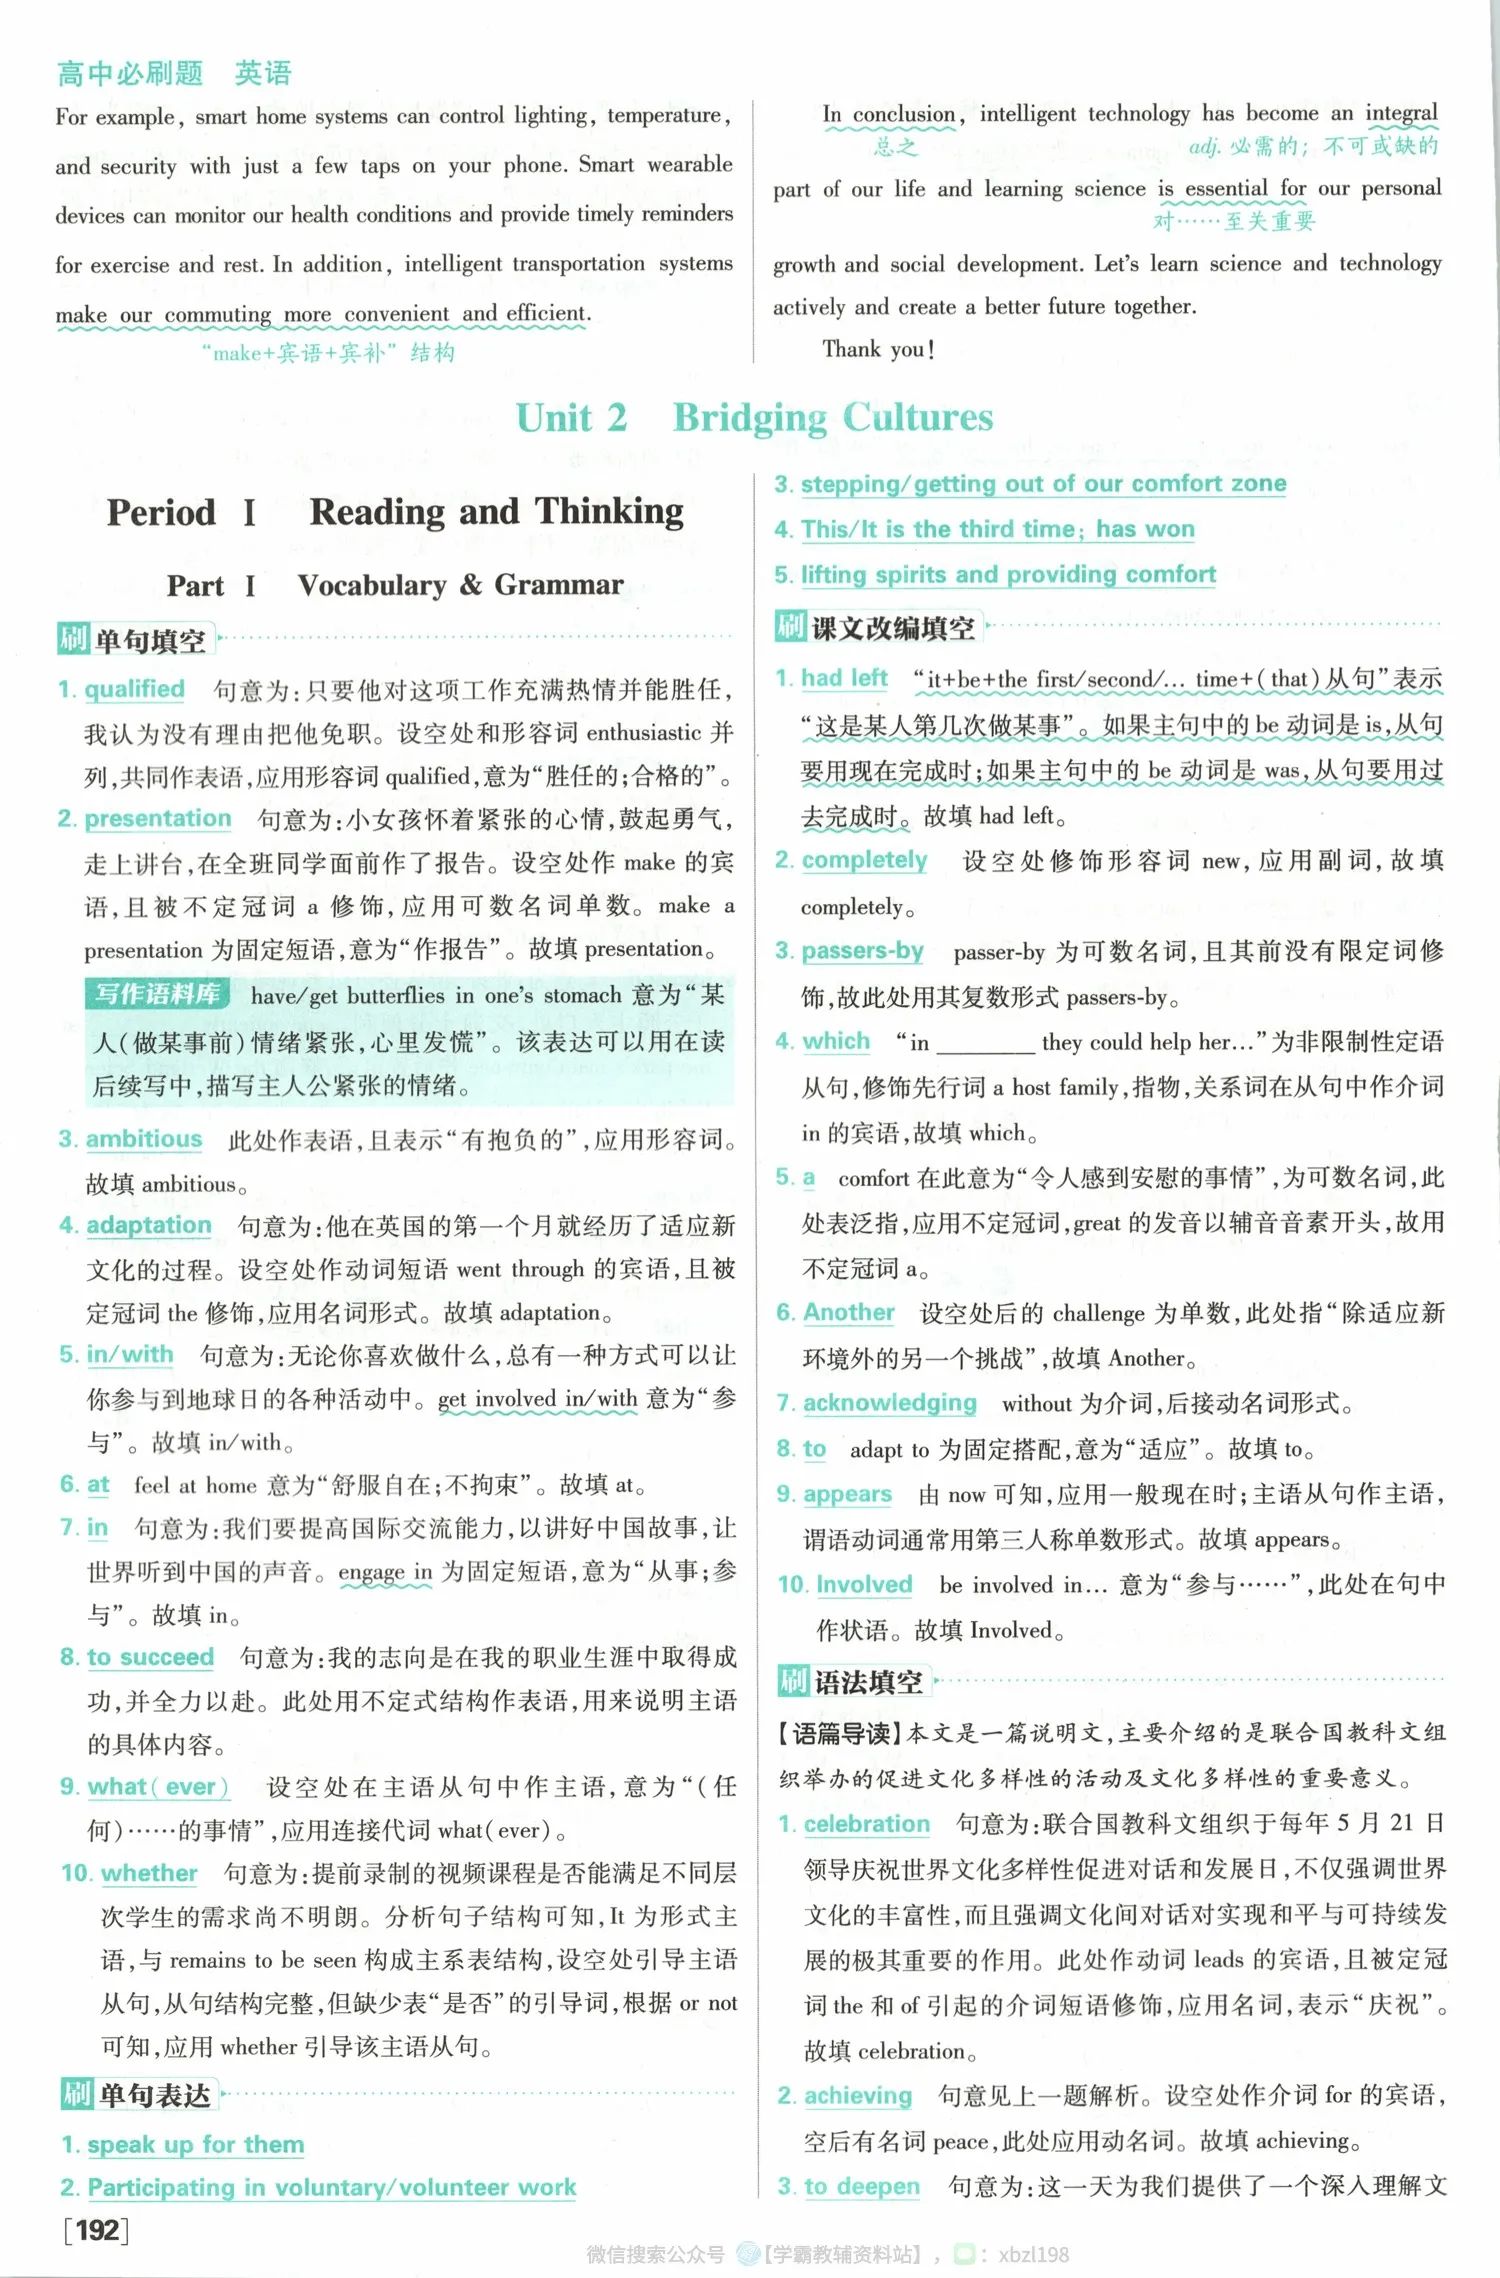 高中必刷题 英语
For example, smart home systems can control lighting, temperature,
and security with just a few taps on your phone. Smart wearable
devices can monitor our health conditions and provide timely reminders
for exercise and rest. In addition, intelligent transportation systems
make our commuting more convenient and efficient.
“make+宾语+宾补”结构
In conclusion, intelligent technology has become an integral
总之 adj. 必需的; 不可或缺的
part of our life and learning science is essential for our personal
对……至关重要
growth and social development. Let's learn science and technology
actively and create a better future together.
Thank you!
Unit 2 Bridging Cultures
Period Ⅰ Reading and Thinking
Part Ⅰ Vocabulary & Grammar
刷 单句填空
1. qualified 句意为:只要他对这项工作充满热情并能胜任,
我认为没有理由把他免职。设空处和形容词 enthusiastic 并
列,共同作表语,应用形容词 qualified,意为“胜任的;合格的”。
2. presentation 句意为:小女孩怀着紧张的心情,鼓起勇气,
走上讲台,在全班同学面前作了报告。设空处作 make 的宾
语,且被不定冠词 a 修饰,应用可数名词单数。make a
presentation 为固定短语,意为“作报告”。故填 presentation。
写作语料库 have/get butterflies in one's stomach 意为“某
人(做某事前)情绪紧张,心里发慌”。该表达可以用在读
后续写中,描写主人公紧张的情绪。
3. ambitious 此处作表语,且表示“有抱负的”,应用形容词。
故填 ambitious。
4. adaptation 句意为:他在英国的第一个月就经历了适应新
文化的过程。设空处作动词短语 went through 的宾语,且被
定冠词 the 修饰,应用名词形式。故填 adaptation。
5. in/with 句意为:无论你喜欢做什么,总有一种方式可以让
你参与到地球日的各种活动中。get involved in/with 意为“参
与”。故填 in/with。
6. at feel at home 意为“舒服自在;不拘束”。故填 at。
7. in 句意为:我们要提高国际交流能力,以讲好中国故事,让
世界听到中国的声音。engage in 为固定短语,意为“从事;参
与”。故填 in。
8. to succeed 句意为:我的志向是在我的职业生涯中取得成
功,并全力以赴。此处用不定式结构作表语,用来说明主语
的具体内容。
9. what(ever) 设空处在主语从句中作主语,意为“(任
何)……的事情”,应用连接代词 what(ever)。
10. whether 句意为:提前录制的视频课程是否能满足不同层
次学生的需求尚不明朗。分析句子结构可知,It 为形式主
语,与 remains to be seen 构成主系表结构,设空处引导主语
从句,从句结构完整,但缺少表“是否”的引导词,根据 or not
可知,应用 whether 引导该主语从句。
刷 单句表达
1. speak up for them
2. Participating in voluntary/volunteer work
3. stepping/getting out of our comfort zone
4. This/It is the third time; has won
5. lifting spirits and providing comfort
刷 课文改编填空
1. had left “it+be+the first/second/... time+(that)从句”表示
“这是某人第几次做某事”。如果主句中的 be 动词是 is,从句
要用现在完成时;如果主句中的 be 动词是 was,从句要用过
去完成时。故填 had left。
2. completely 设空处修饰形容词 new,应用副词,故填
completely。
3. passers-by passer-by 为可数名词,且其前没有限定词修
饰,故此处用其复数形式 passers-by。
4. which “in ________ they could help her...”为非限制性定语
从句,修饰先行词 a host family,指物,关系词在从句中作介词
in 的宾语,故填 which。
5. a comfort 在此意为“令人感到安慰的事情”,为可数名词,此
处表泛指,应用不定冠词,great 的发音以辅音音素开头,故用
不定冠词 a。
6. Another 设空处后的 challenge 为单数,此处指“除适应新
环境外的另一个挑战”,故填 Another。
7. acknowledging without 为介词,后接动名词形式。
8. to adapt to 为固定搭配,意为“适应”。故填 to。
9. appears 由 now 可知,应用一般现在时;主语从句作主语,
谓语动词通常用第三人称单数形式。故填 appears。
10. Involved be involved in... 意为“参与……”,此处在句中
作状语。故填 Involved。
刷 语法填空
【语篇导读】本文是一篇说明文,主要介绍的是联合国教科文组
织举办的促进文化多样性的活动及文化多样性的重要意义。
1. celebration 句意为:联合国教科文组织于每年 5 月 21 日
领导庆祝世界文化多样性促进对话和发展日,不仅强调世界
文化的丰富性,而且强调文化间对话对实现和平与可持续发
展的极其重要的作用。此处作动词 leads 的宾语,且被定冠
词 the 和 of 引起的介词短语修饰,应用名词,表示“庆祝”。
故填 celebration。
2. achieving 句意见上一题解析。设空处作介词 for 的宾语,
空后有名词 peace,此处应用动名词。故填 achieving。
3. to deepen 句意为:这一天为我们提供了一个深入理解文
[192]
微信搜索公众号 【学霸教辅资料站】, : xbzl198